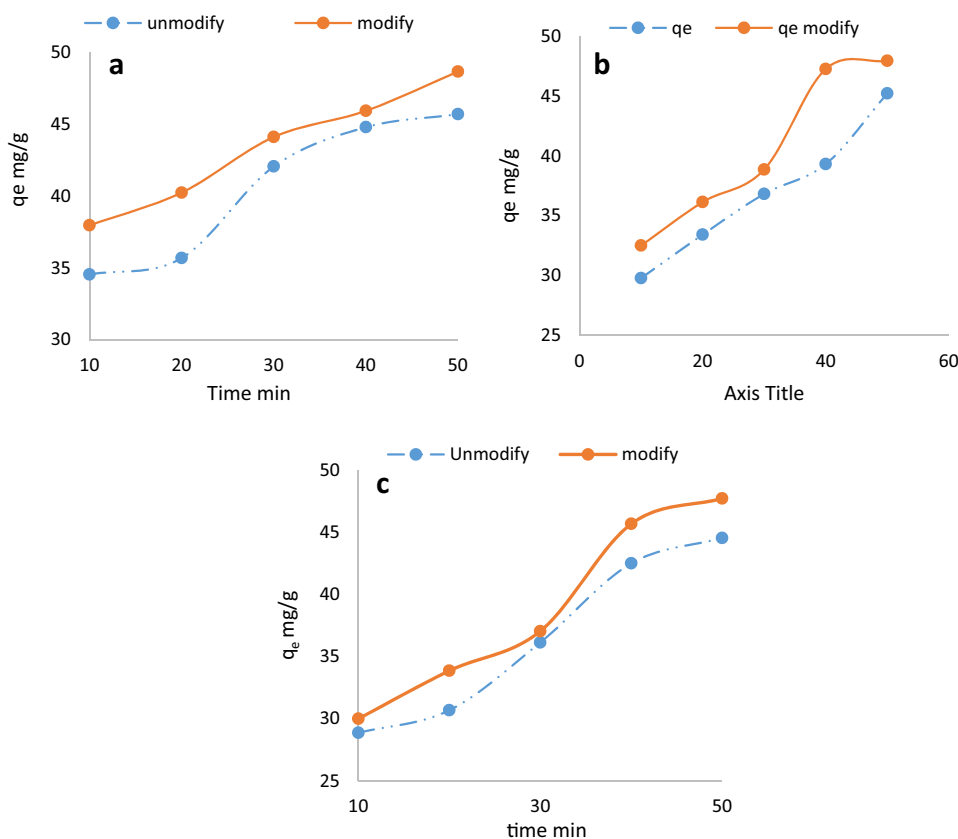 unmodify modify
a
50
45
40
35
30
qe mg/g
10 20 30 40 50
Time min
qe qe modify
b
50
45
40
35
30
25
qe mg/g
0 20 40 60
Axis Title
Unmodify modify
c
50
45
40
35
30
25
qe mg/g
10 30 50
time min